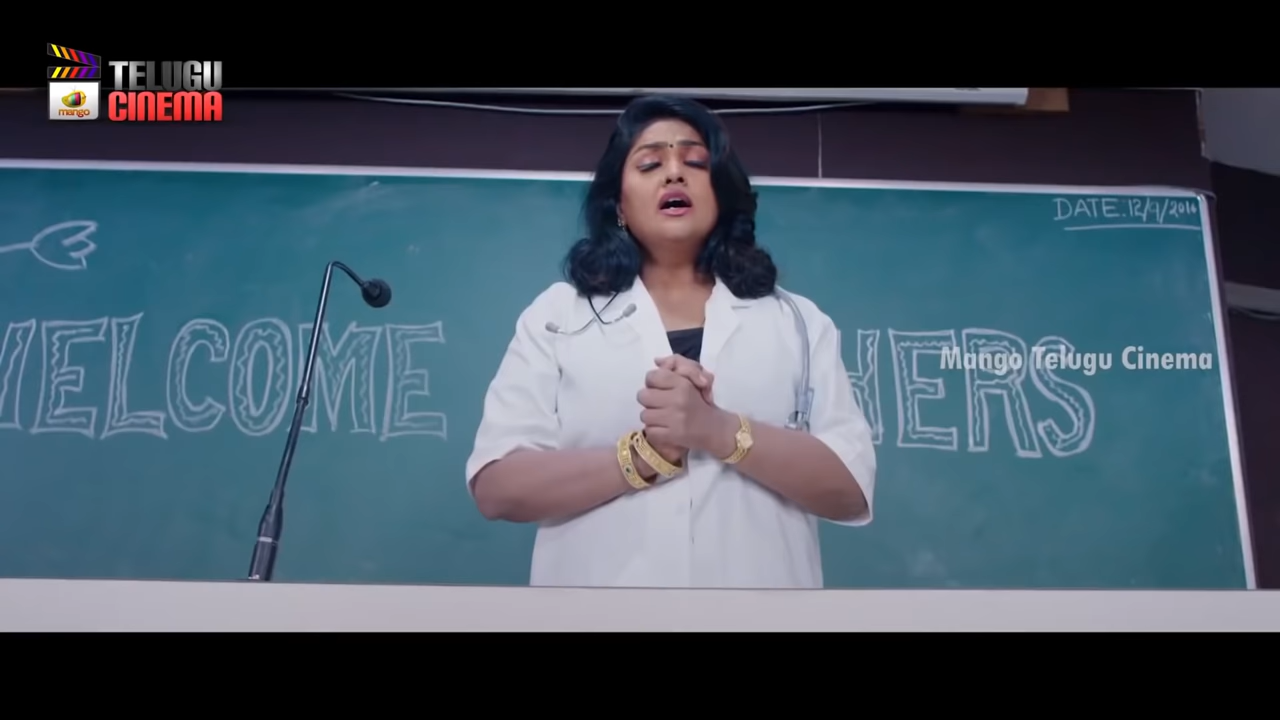 TELUGU
CINEMA
mango
DATE: 12/9/2016
WELCOME
HERS
Mango Telugu Cinema